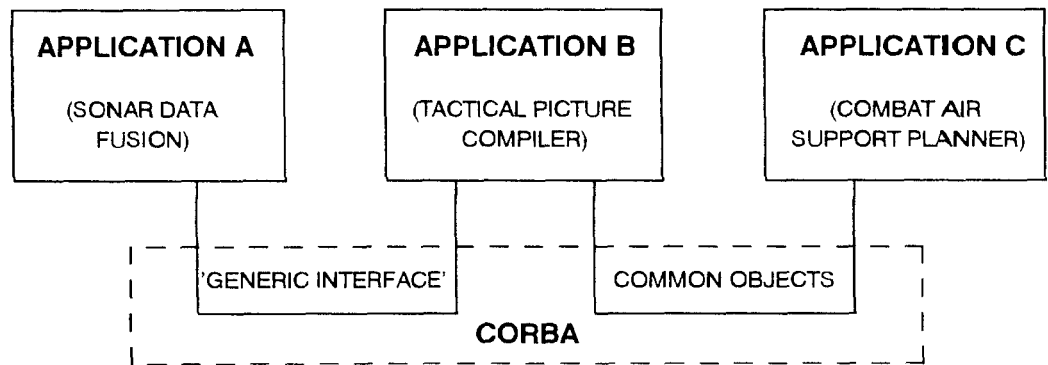 APPLICATION A
(SONAR DATA
FUSION)
APPLICATION B
(TACTICAL PICTURE
COMPILER)
APPLICATION C
(COMBAT AIR
SUPPORT PLANNER)
'GENERIC INTERFACE'
COMMON OBJECTS
CORBA